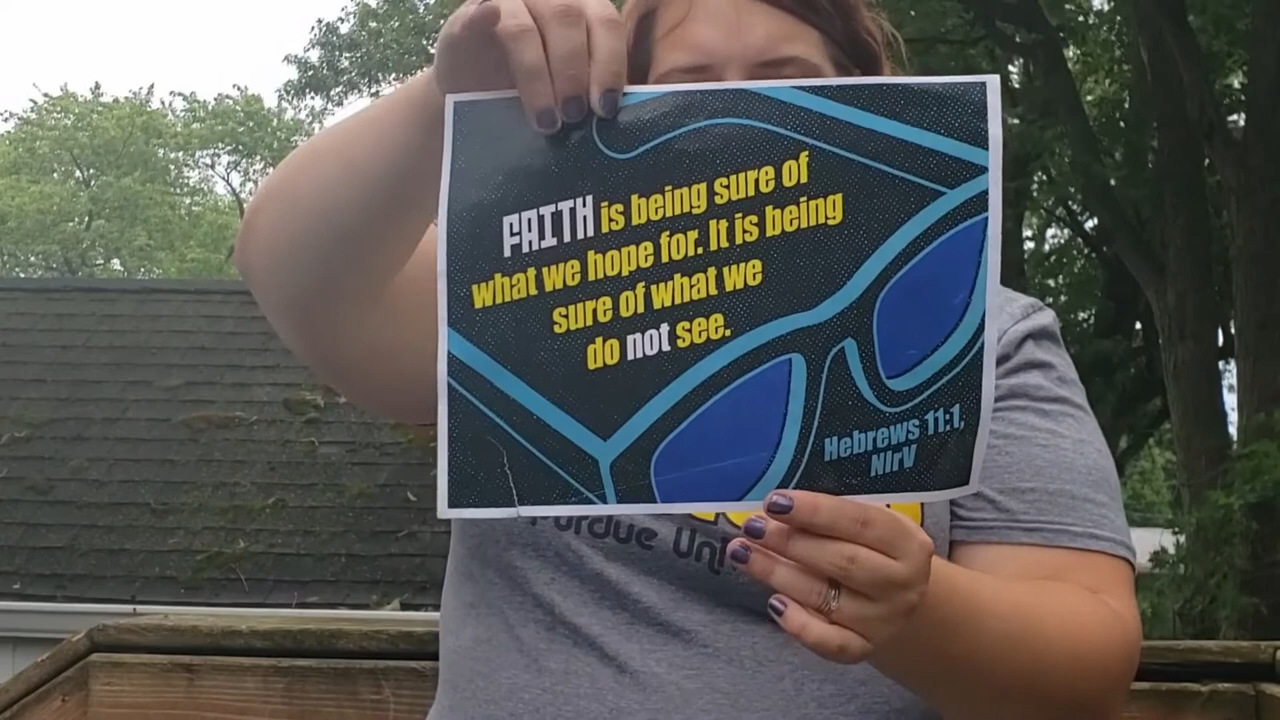 FAITH is being sure of
what we hope for. It is being
sure of what we
do not see.
Hebrews 11:1,
NIrV
Purdue